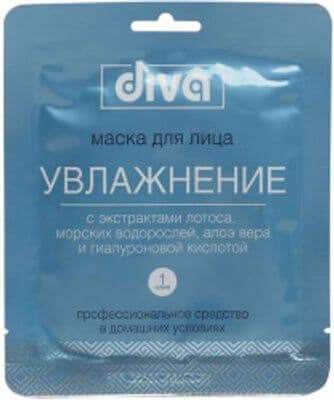 diva
маска для лица
УВЛАЖНЕНИЕ
с экстрактами лотоса,
морских водорослей, алоэ вера
и гиалуроновой кислотой
1
профессиональное средство
в домашних условиях